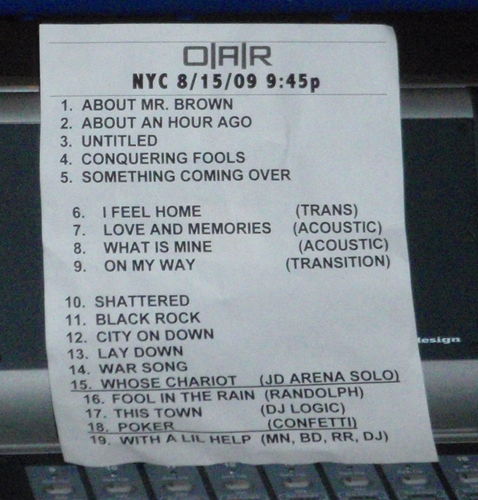 O|A|R
NYC 8/15/09 9:45p
1. ABOUT MR. BROWN
2. ABOUT AN HOUR AGO
3. UNTITLED
4. CONQUERING FOOLS
5. SOMETHING COMING OVER
6. I FEEL HOME (TRANS)
7. LOVE AND MEMORIES (ACOUSTIC)
8. WHAT IS MINE (ACOUSTIC)
9. ON MY WAY (TRANSITION)
10. SHATTERED
11. BLACK ROCK
12. CITY ON DOWN
13. LAY DOWN
14. WAR SONG
15. WHOSE CHARIOT (JD ARENA SOLO)
16. FOOL IN THE RAIN (RANDOLPH)
17. THIS TOWN (DJ LOGIC)
18. POKER (CONFETTI)
19. WITH A LIL HELP (MN, BD, RR, DJ)
design